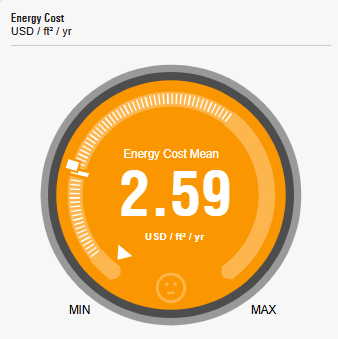 Energy Cost
USD / ft² / yr
Energy Cost Mean
2.59
USD / ft² / yr
MIN
MAX